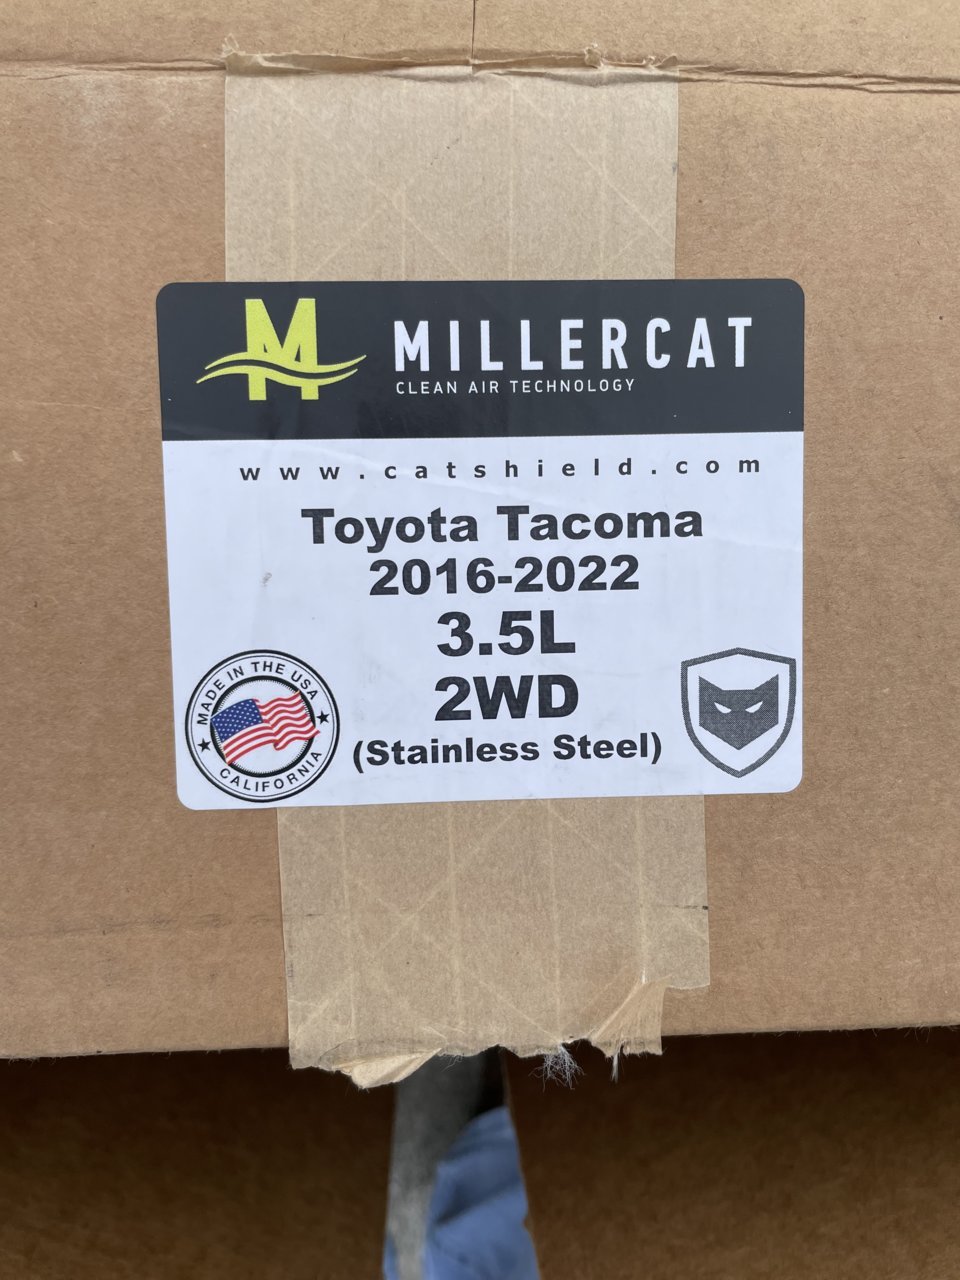 M MILLERCAT
CLEAN AIR TECHNOLOGY
www.catshield.com
Toyota Tacoma
2016-2022
3.5L
2WD
(Stainless Steel)
MADE IN THE USA
CALIFORNIA